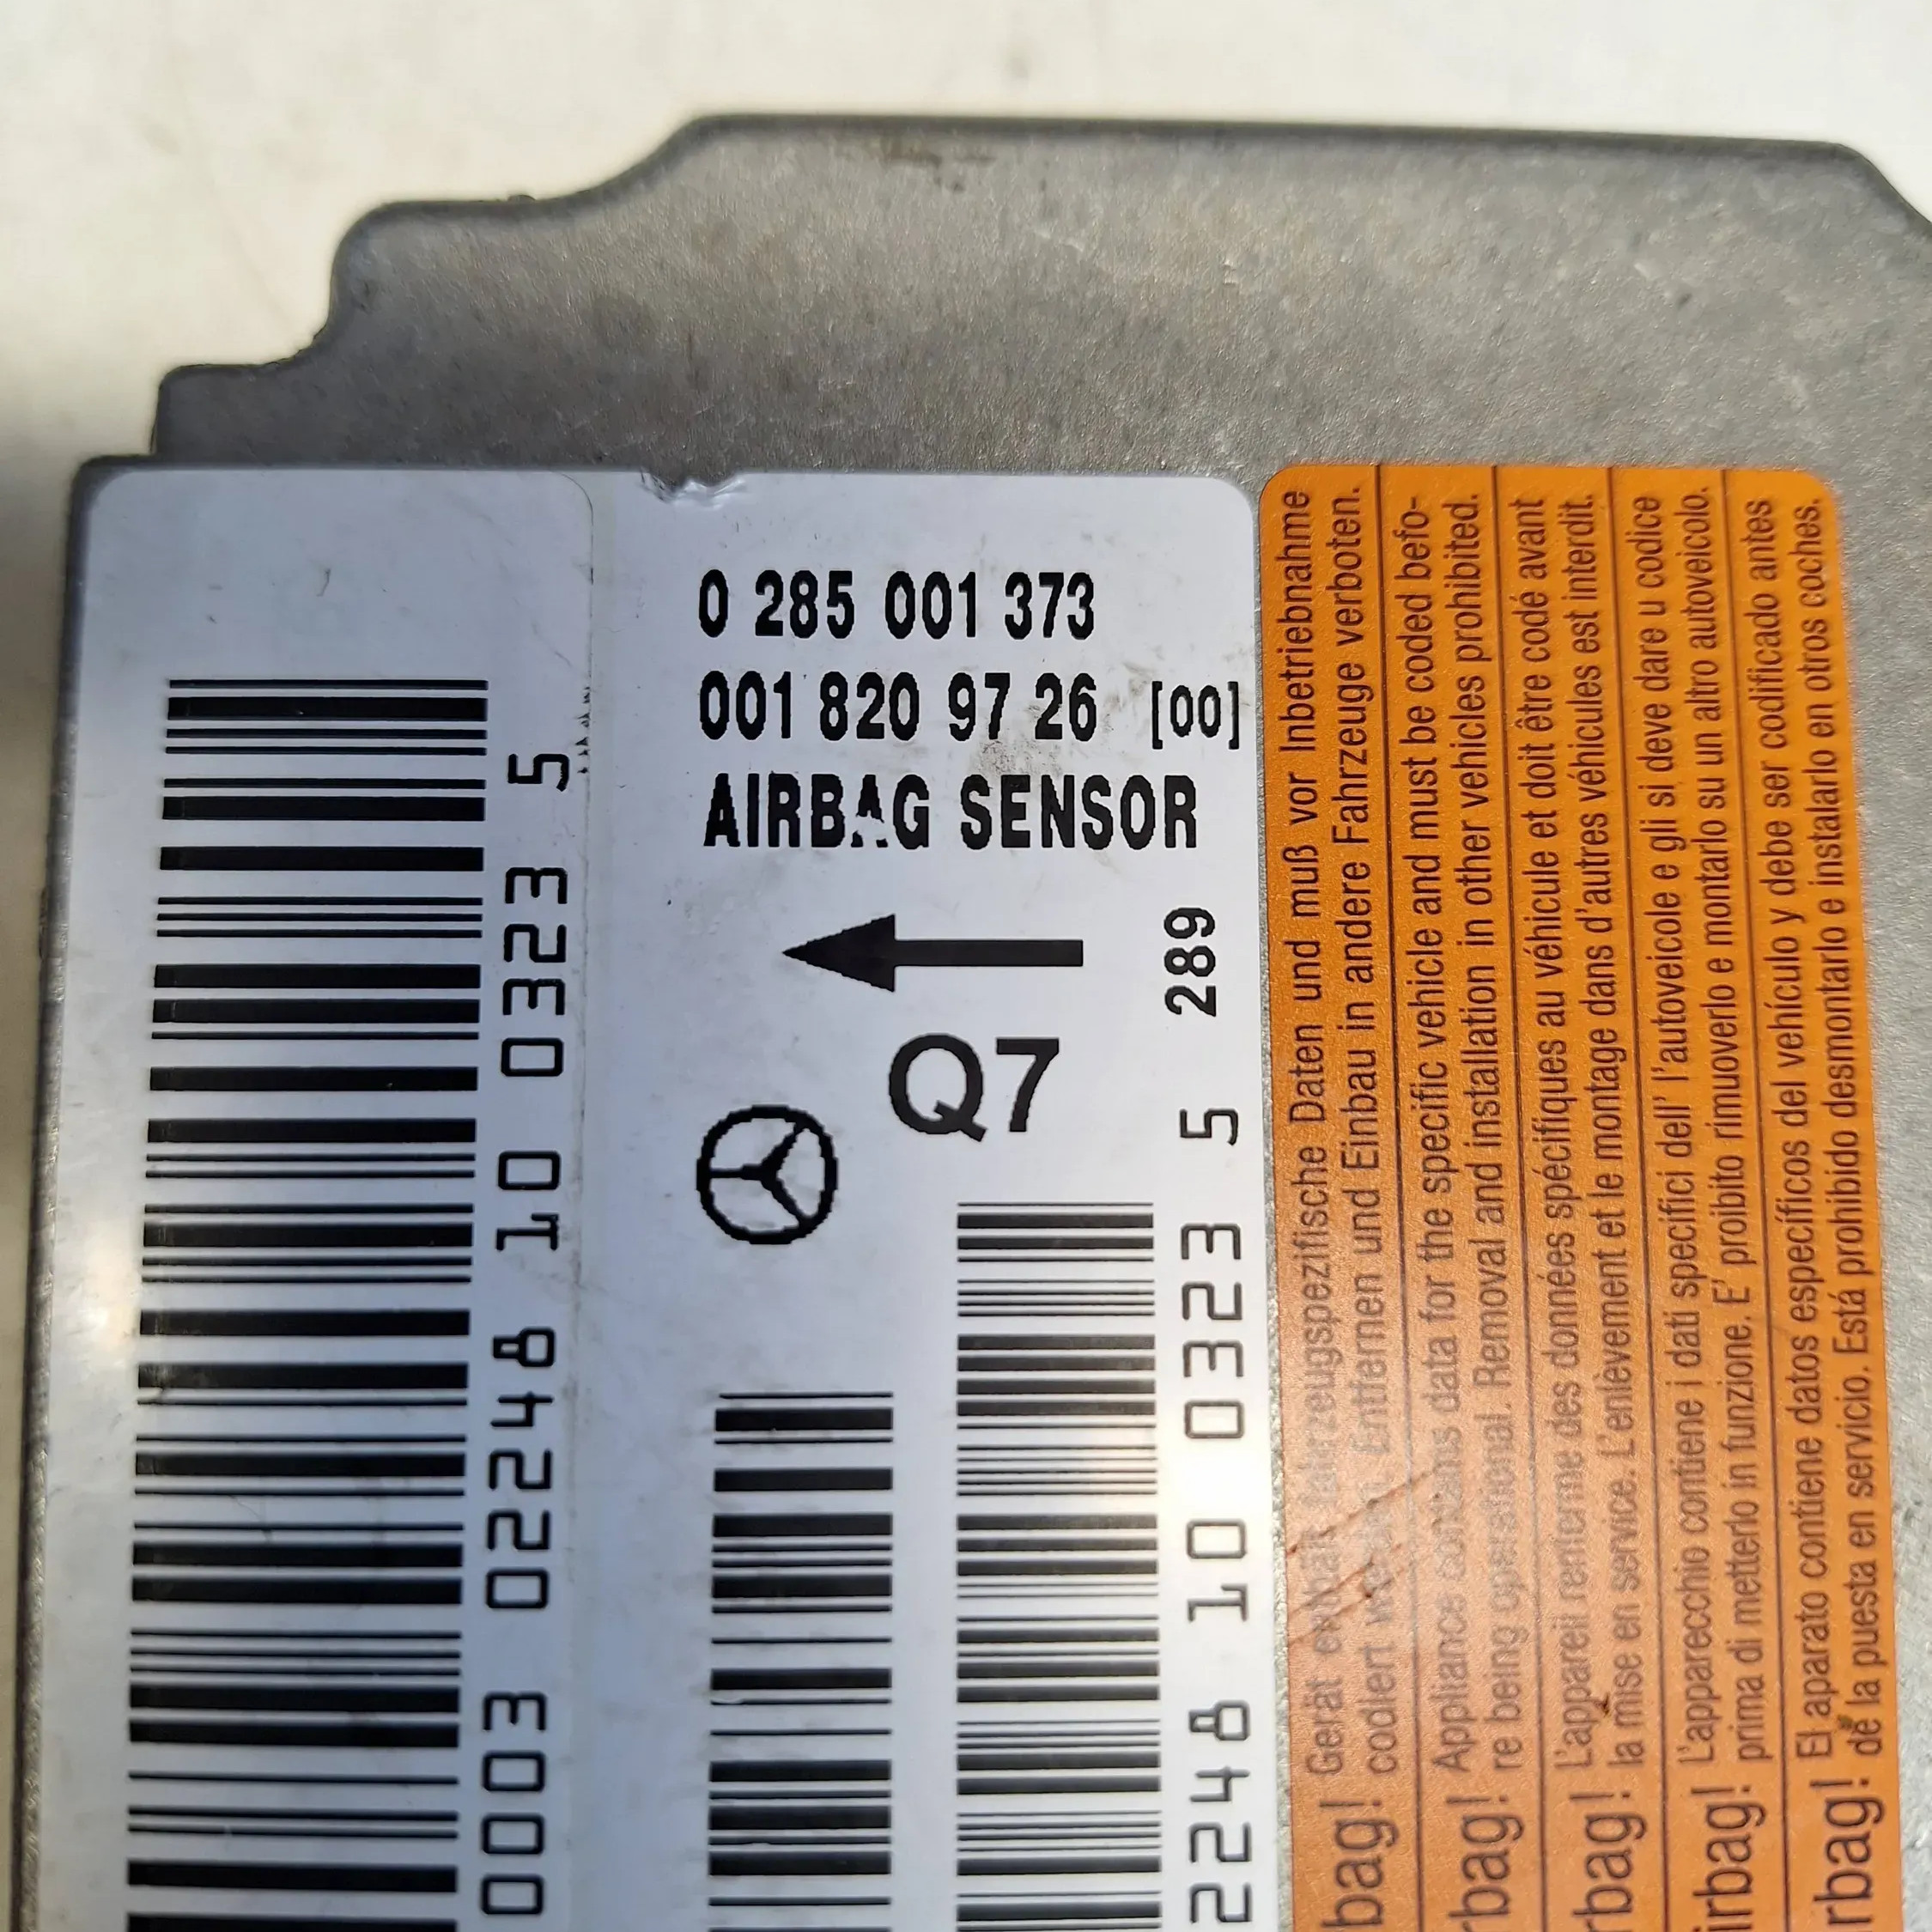 0 285 001 373
001 820 97 26 [00]
AIRBAG SENSOR
289
Q7
0003 02248 10 0323 5
2248 10 0323 5
bag! Gerät enthält fahrzeugspezifische Daten und muß vor Inbetriebnahme
codiert werden. Entfernen und Einbau in andere Fahrzeuge verboten.
rbag! Appliance contains data for the specific vehicle and must be coded befo-
re being operational. Removal and installation in other vehicles prohibited.
rbag! L'appareil renferme des données spécifiques au véhicule et doit être codé avant
la mise en service. L'enlèvement et le montage dans d'autres véhicules est interdit.
irbag! L'apparecchio contiene i dati specifici dell' l'autoveicole e gli si deve dare u codice
prima di metterlo in funzione. E' proibito rimuoverlo e montarlo su un altro autoveicolo.
rbag! El aparato contiene datos específicos del vehículo y debe ser codificado antes
de la puesta en servicio. Está prohibido desmontarlo e instalarlo en otros coches.